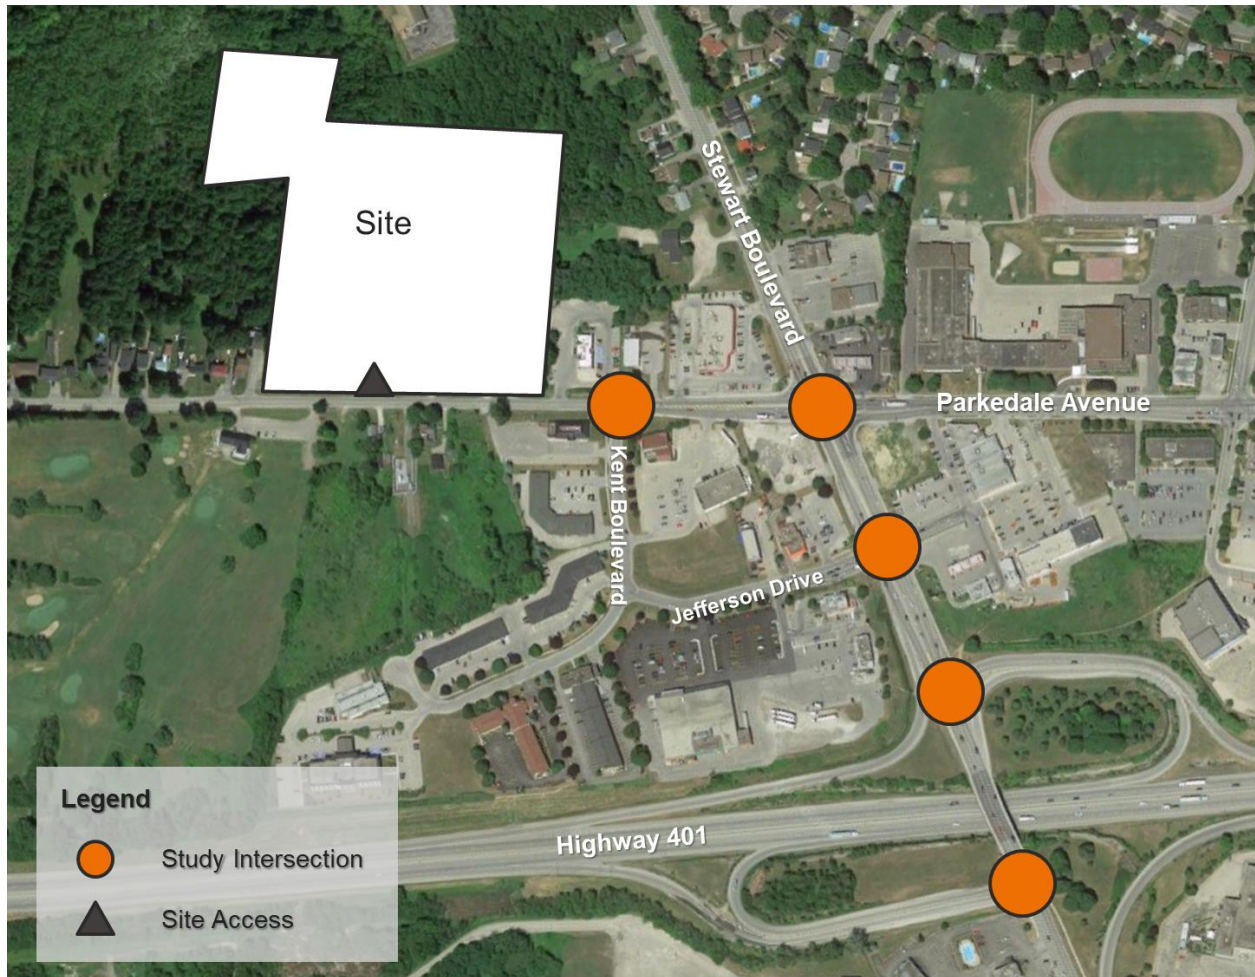 Site
Stewart Boulevard
Parkedale Avenue
Kent Boulevard
Jefferson Drive
Highway 401
Legend
Study Intersection
Site Access